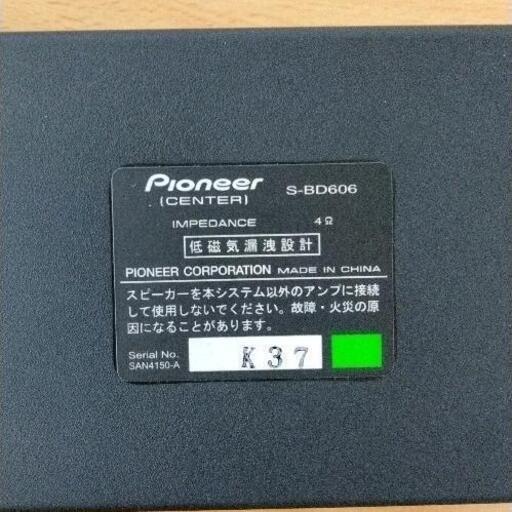 Pioneer S-BD606
(CENTER)
IMPEDANCE 4Ω
低磁気漏洩設計
PIONEER CORPORATION MADE IN CHINA
スピーカーを本システム以外のアンプに接続
して使用しないでください。故障・火災の原
因になることがあります。
Serial No. K37
SAN4150-A